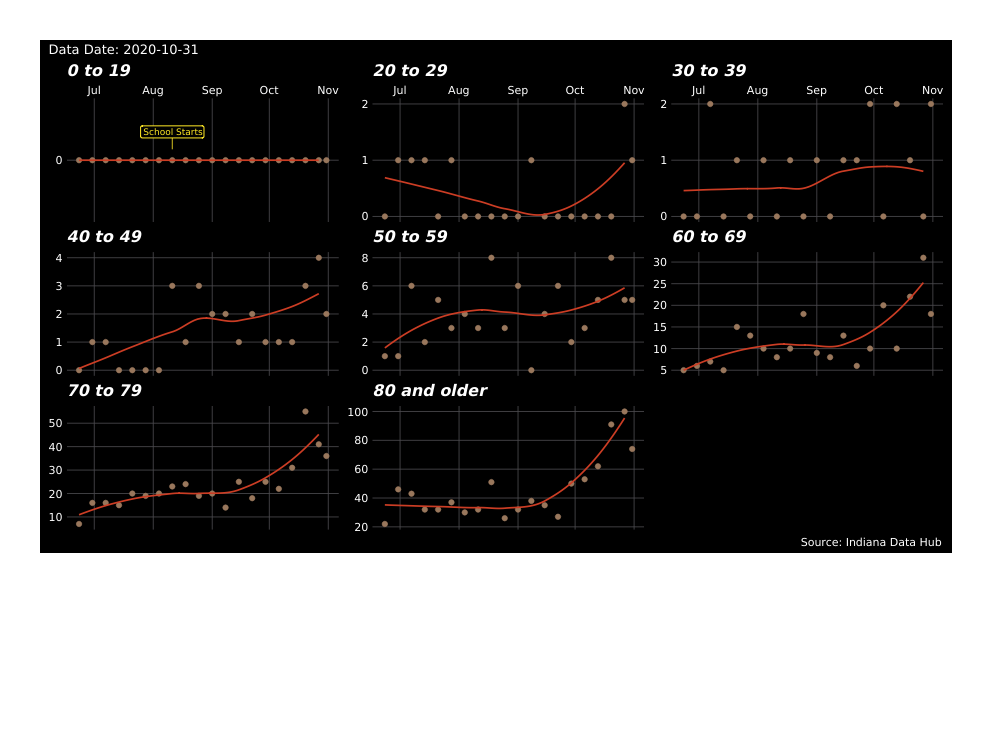 Data Date: 2020-10-31
0 to 19
20 to 29
30 to 39
Jul Aug Sep Oct Nov
Jul Aug Sep Oct Nov
Jul Aug Sep Oct Nov
0
School Starts
2
1
0
2
1
0
40 to 49
50 to 59
60 to 69
4
3
2
1
0
8
6
4
2
0
30
25
20
15
10
5
70 to 79
80 and older
50
40
30
20
10
100
80
60
40
20
Source: Indiana Data Hub